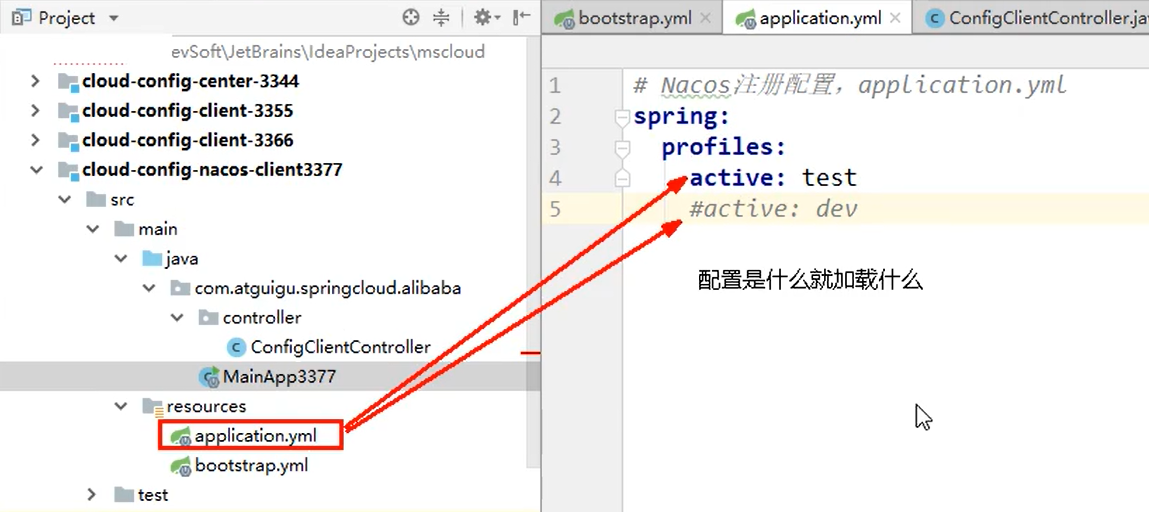 Project
evSoft\JetBrains\IdeaProjects\mscloud
cloud-config-center-3344
cloud-config-client-3355
cloud-config-client-3366
cloud-config-nacos-client3377
src
main
java
com.atguigu.springcloud.alibaba
controller
ConfigClientController
MainApp3377
resources
application.yml
bootstrap.yml
test
bootstrap.yml
application.yml
ConfigClientController.ja
1 # Nacos注册配置，application.yml
2 spring:
3 profiles:
4 active: test
5 #active: dev
配置是什么就加载什么